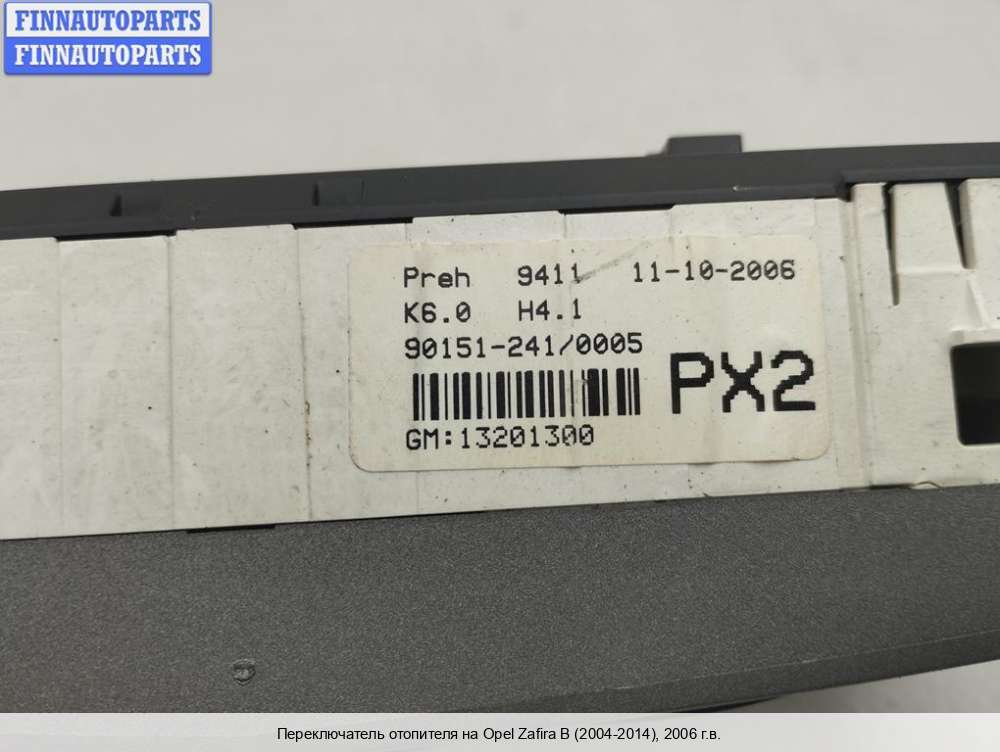 FINNAUTOPARTS
FINNAUTOPARTS
Preh 9411 11-10-2006
K6.0 H4.1
90151-241/0005
PX2
GM:13201300
Переключатель отопителя на Opel Zafira B (2004-2014), 2006 г.в.